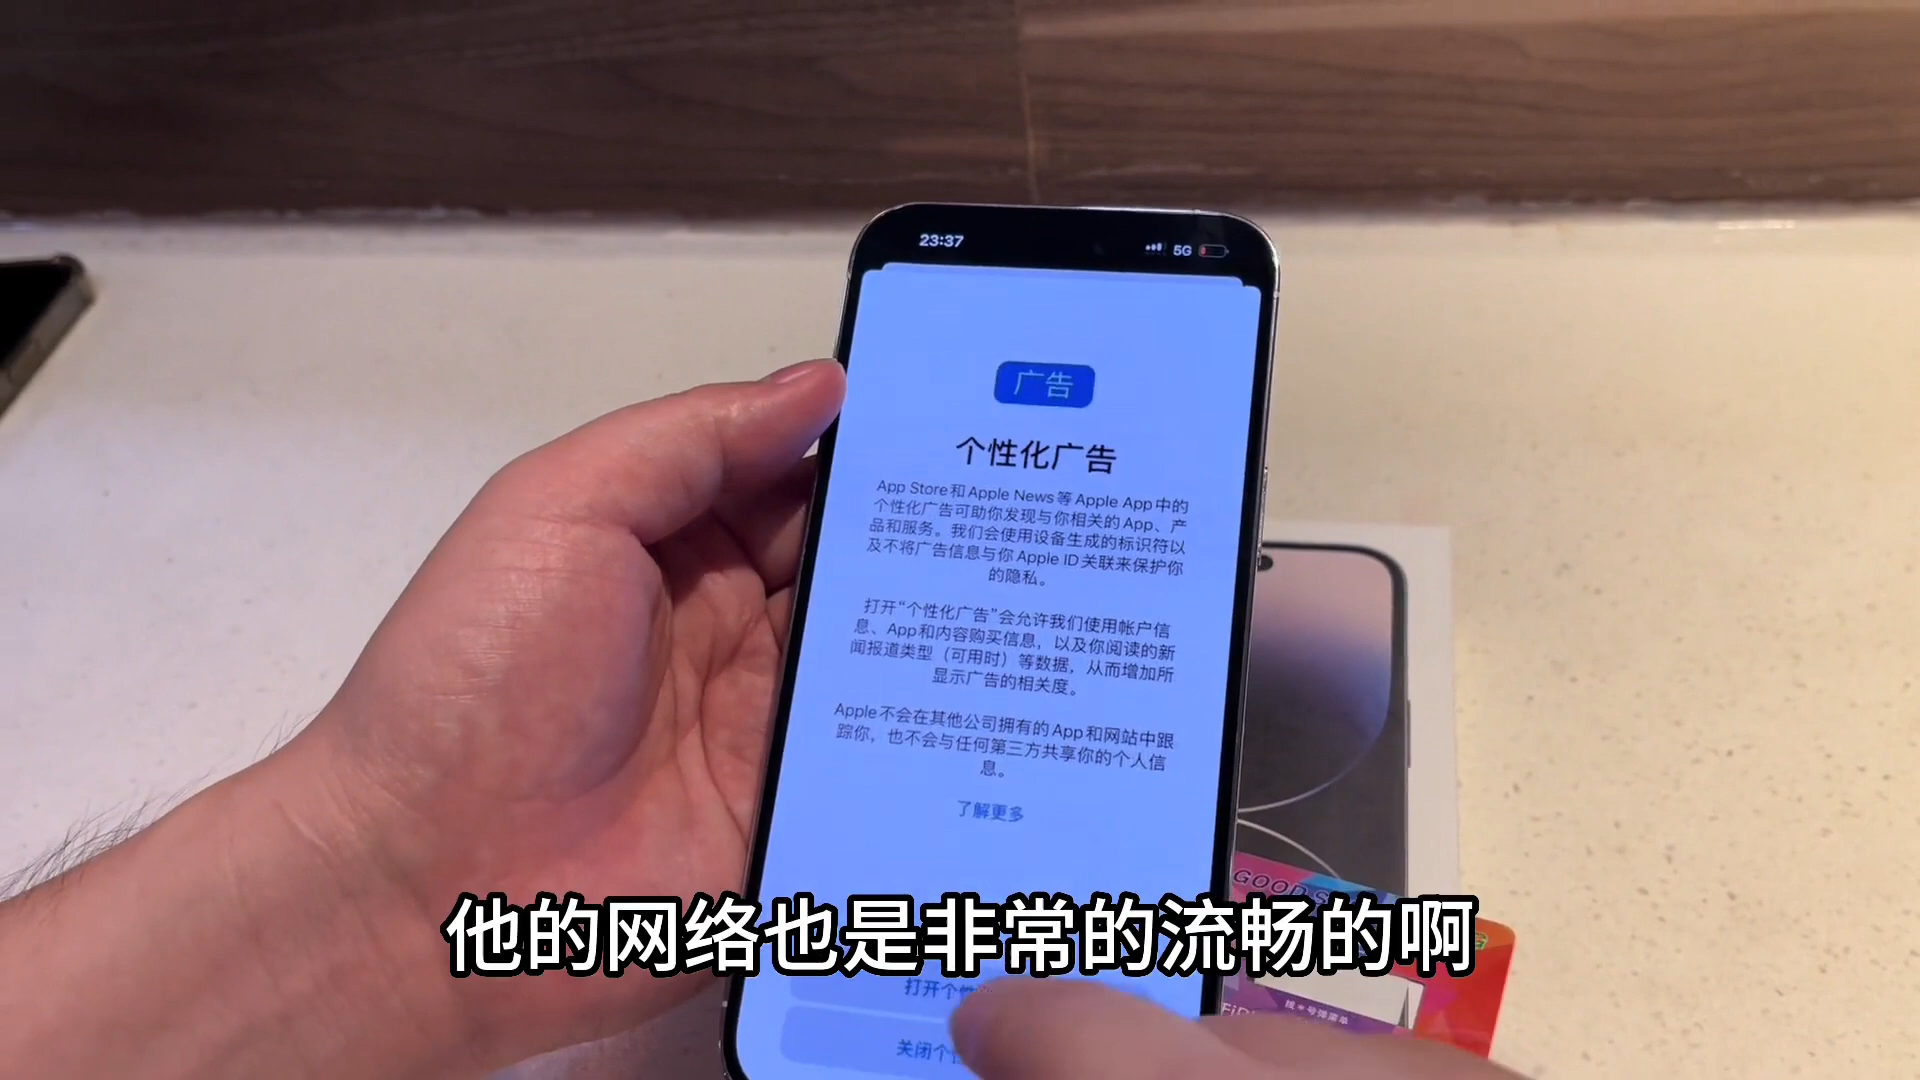 23:37
5G
广告
个性化广告
App Store和Apple News等Apple App中的
个性化广告可助你发现与你相关的App、产
品和服务。我们会使用设备生成的标识符以
及不将广告信息与你Apple ID关联来保护你
的隐私。
打开“个性化广告”会允许我们使用帐户信
息、App和内容购买信息，以及你阅读的新
闻报道类型（可用时）等数据，从而增加所
显示广告的相关度。
Apple不会在其他公司拥有的App和网站中跟
踪你，也不会与任何第三方共享你的个人信
息。
了解更多
GOOD
他的网络也是非常的流畅的啊
打开个性
关闭个